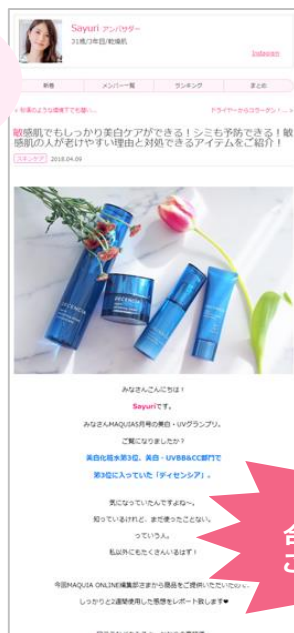 Sayuri アンバサダー
31歳/3年目/乾燥肌
Instagram
新着 メンバー一覧 ランキング まとめ
ドライヤーからコラーゲン！... »
敏感肌でもしっかり美白ケアができる！シミも予防できる！敏
感肌の人が老けやすい理由と対処できるアイテムをご紹介！
スキンケア 2018.04.09
DECENCIA
みなさんこんにちは！
Sayuriです。
みなさんMAQUIA5月号の美白・UVグランプリ。
ご覧になりましたか？
美白化粧水第3位、美白・UVBB&CC部門で
第3位に入っていた「ディセンシア」。
気になっていたんですよね〜。
知っているけれど、まだ使ったことない。
っていう人。
私以外にもたくさんいるはず！
今回MAQUIA ONLINE編集部さまから商品をご提供いただいたので、
しっかりと2週間使用した感想をレポート致します♥